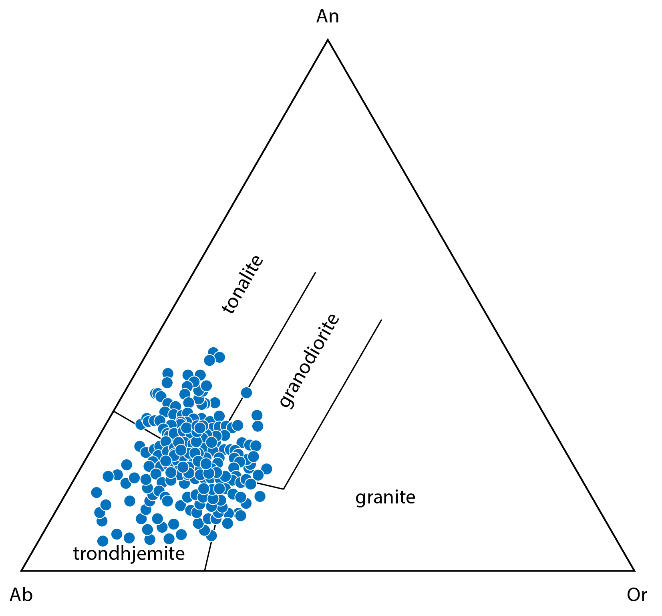 An
tonalite
granodiorite
granite
trondhjemite
Ab
Or